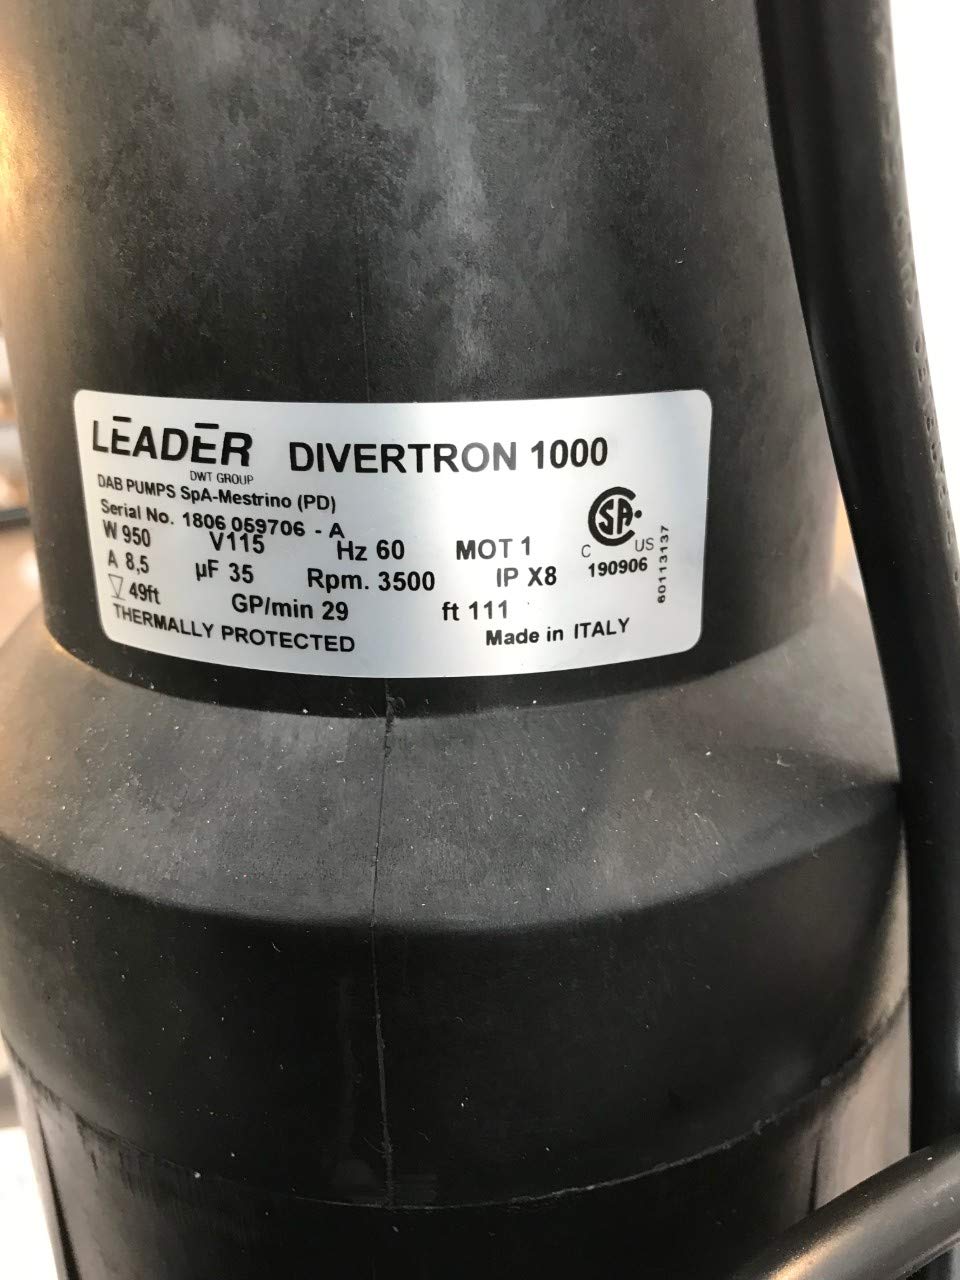 LEADER DIVERTRON 1000
DWT GROUP
DAB PUMPS SpA-Mestrino (PD)
Serial No. 1806 059706 - A
W 950 V115 Hz 60 MOT 1
A 8,5 µF 35 Rpm. 3500 IP X8
49ft GP/min 29 ft 111
THERMALLY PROTECTED Made in ITALY
SA
C US
190906
60113137